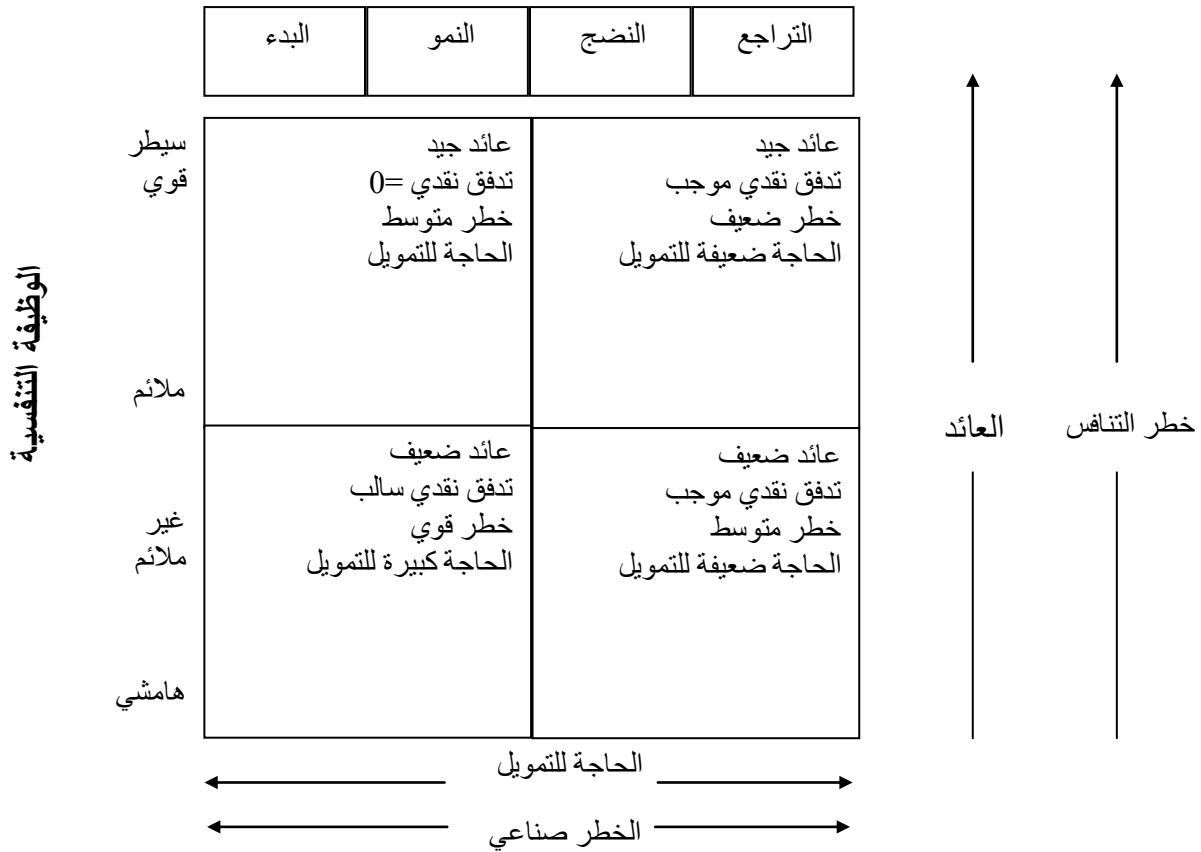 التراجع
النضج
النمو
البدء
سيطر
قوي
ملائم
غير
ملائم
هامشي
الوظيفة التنفسية
عائد جيد
تدفق نقدي موجب
خطر ضعيف
الحاجة ضعيفة للتمويل
عائد جيد
تدفق نقدي =0
خطر متوسط
الحاجة للتمويل
عائد ضعيف
تدفق نقدي موجب
خطر متوسط
الحاجة ضعيفة للتمويل
عائد ضعيف
تدفق نقدي سالب
خطر قوي
الحاجة كبيرة للتمويل
خطر التنافس
العائد
الحاجة للتمويل
الخطر صناعي